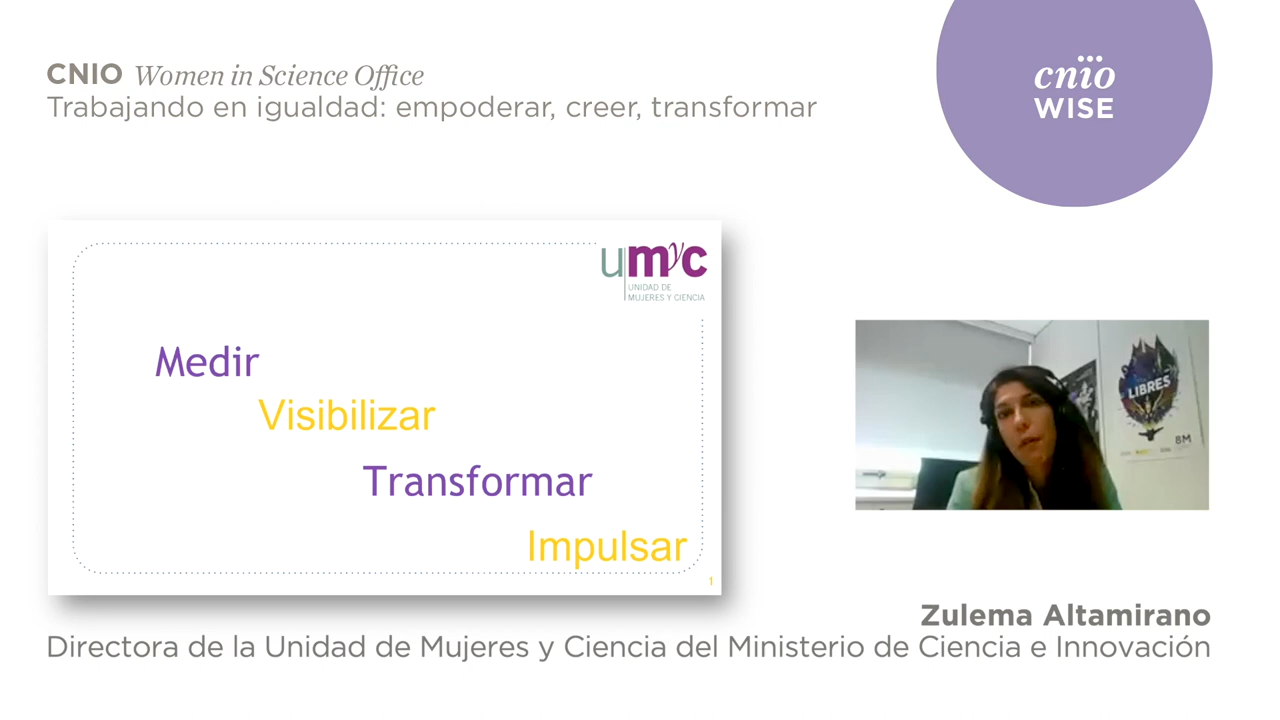 CNIO Women in Science Office
Trabajando en igualdad: empoderar, creer, transformar
cnio
WISE
umyc
UNIDAD DE
MUJERES Y CIENCIA
Medir
Visibilizar
Transformar
Impulsar
1
LIBRES
8M
Zulema Altamirano
Directora de la Unidad de Mujeres y Ciencia del Ministerio de Ciencia e Innovación